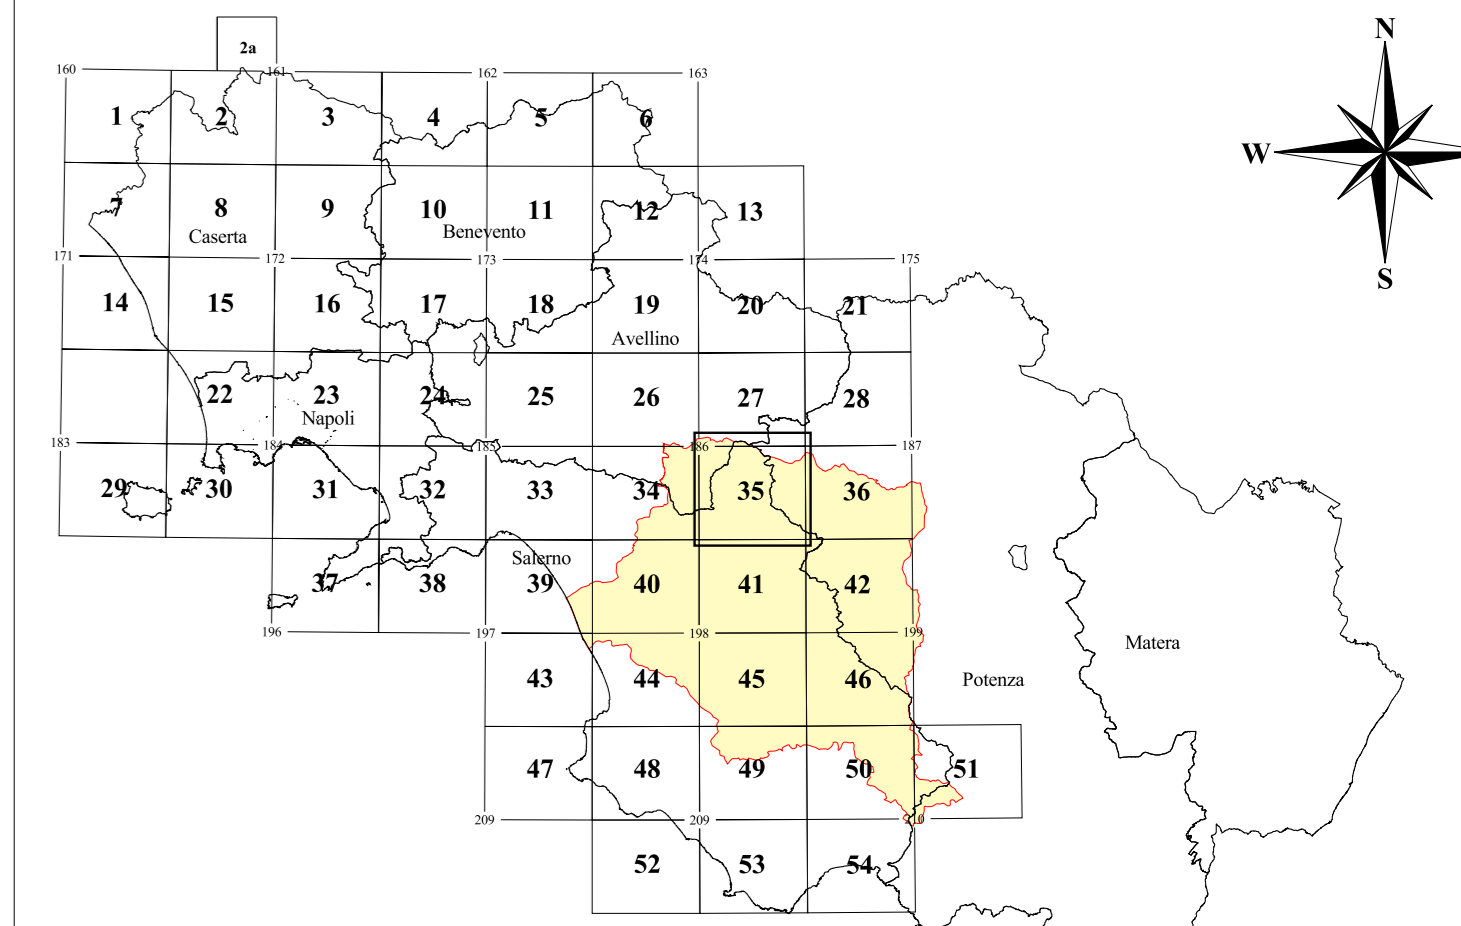 N
2a
160 161 162 163
1 2 3 4 5 6
W
7 8 9 10 11 12 13
Caserta Benevento
171 172 173 174 175
S
14 15 16 17 18 19 20 21
Avellino
22 23 24 25 26 27 28
Napoli
183 184 185 186 187
29 30 31 32 33 34 35 36
Salerno
37 38 39 40 41 42
196 197 198 199
Matera
43 44 45 46 Potenza
47 48 49 50 51
209 209 210
52 53 54